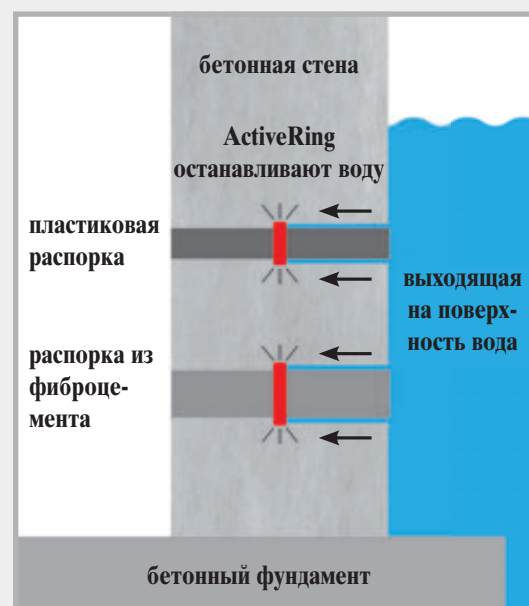 бетонная стена
ActiveRing
останавливают воду
пластиковая
распорка
выходящая
на поверх-
ность вода
распорка из
фиброце-
мента
бетонный фундамент